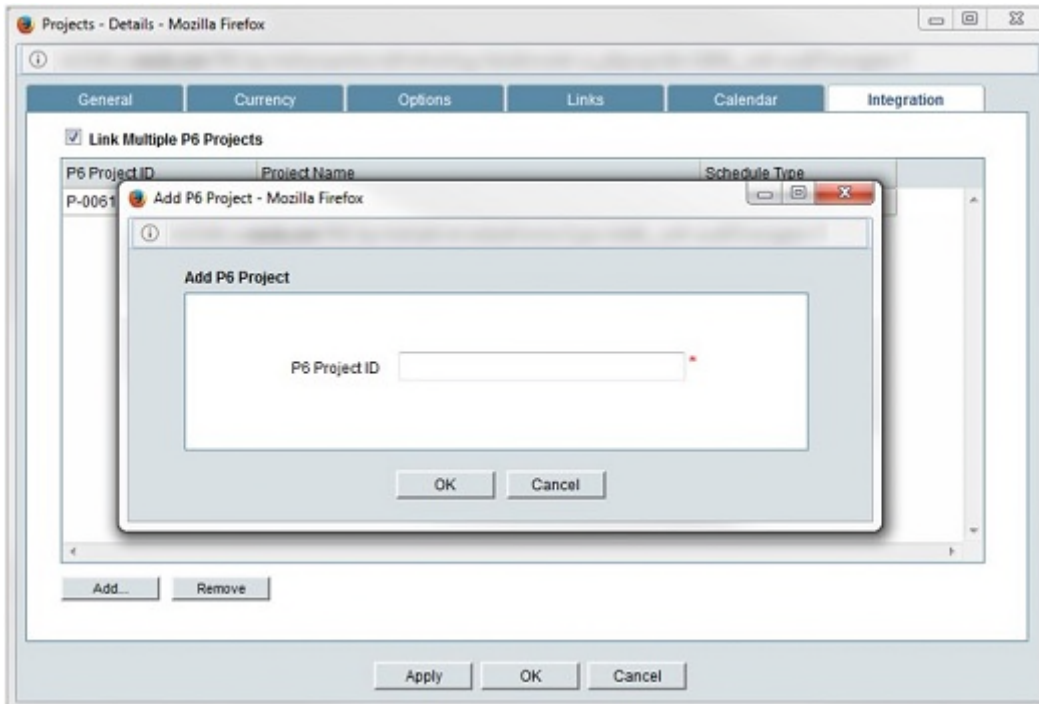 Projects - Details - Mozilla Firefox
General Currency Options Links Calendar Integration
Link Multiple P6 Projects
P6 Project ID Project Name Schedule Type
P-0061
Add P6 Project - Mozilla Firefox
Add P6 Project
P6 Project ID *
OK Cancel
Add... Remove
Apply OK Cancel